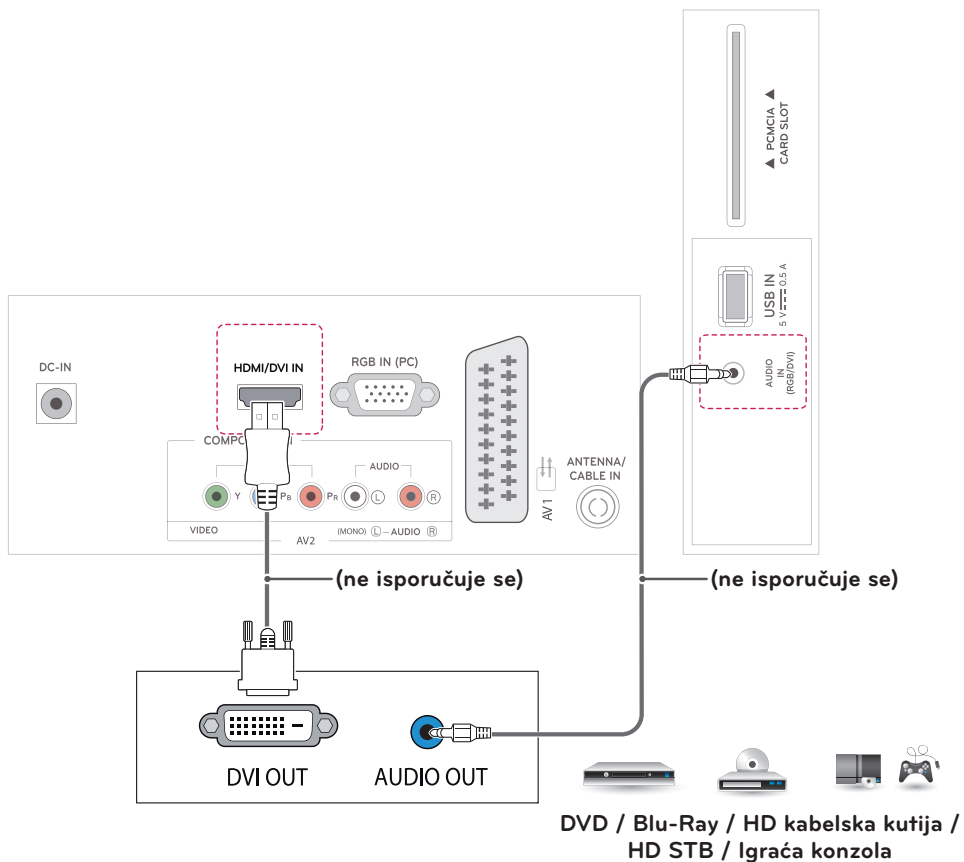 ▲ PCMCIA ▲
CARD SLOT
USB IN
5 V 0.5 A
AUDIO
IN
(RGB/DVI)
DC-IN
HDMI/DVI IN
RGB IN (PC)
ANTENNA/
CABLE IN
AV 1
AUDIO
Y PB PR L R
VIDEO
(MONO) L AUDIO R
AV2
(ne isporučuje se)
(ne isporučuje se)
DVI OUT
AUDIO OUT
DVD / Blu-Ray / HD kabelska kutija /
HD STB / Igraća konzola